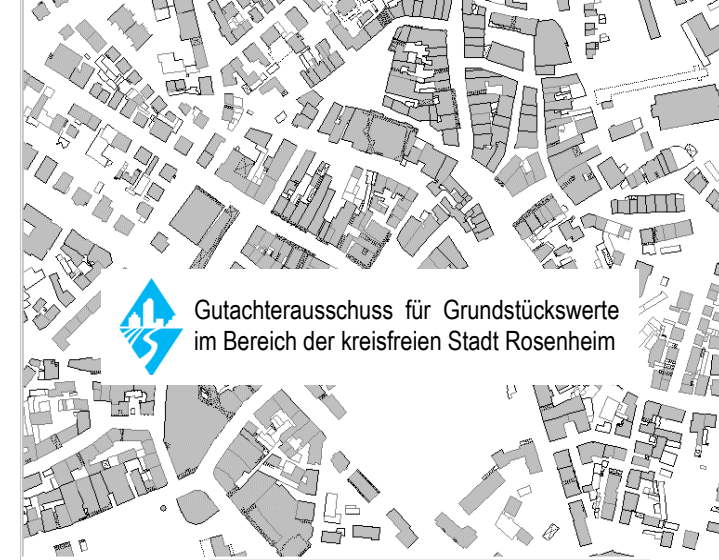 Gutachterausschuss für Grundstückswerte
im Bereich der kreisfreien Stadt Rosenheim